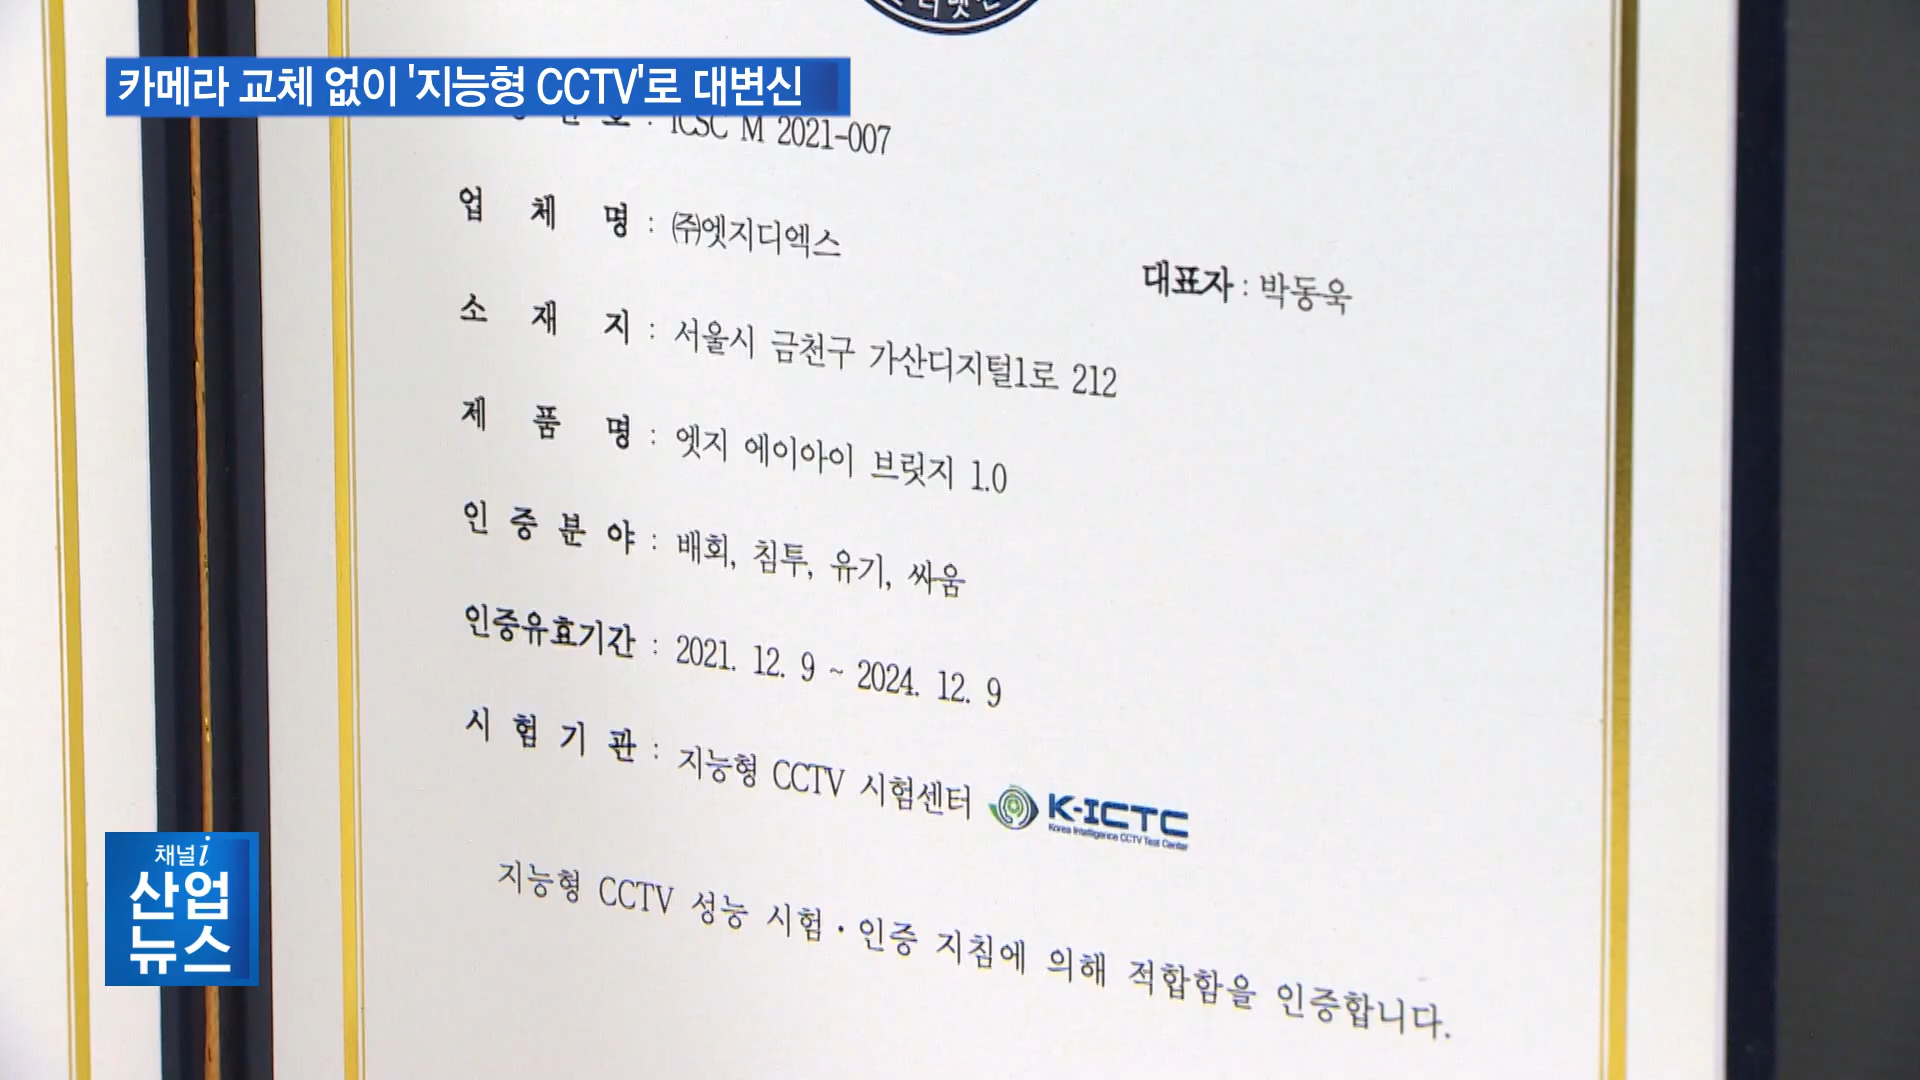 카메라 교체 없이 '지능형 CCTV'로 대변신
호 : ICSC M 2021-007
업 체 명 : ㈜엣지디엑스
대표자 : 박동욱
소 재 지 : 서울시 금천구 가산디지털1로 212
제 품 명 : 엣지 에이아이 브릿지 1.0
인 증 분 야 : 배회, 침투, 유기, 싸움
인증유효기간 : 2021. 12. 9 ~ 2024. 12. 9
시 험 기 관 : 지능형 CCTV 시험센터 K-ICTC
Korea Intelligence CCTV Test Center
지능형 CCTV 성능 시험·인증 지침에 의해 적합함을 인증합니다.
채널i
산업
뉴스